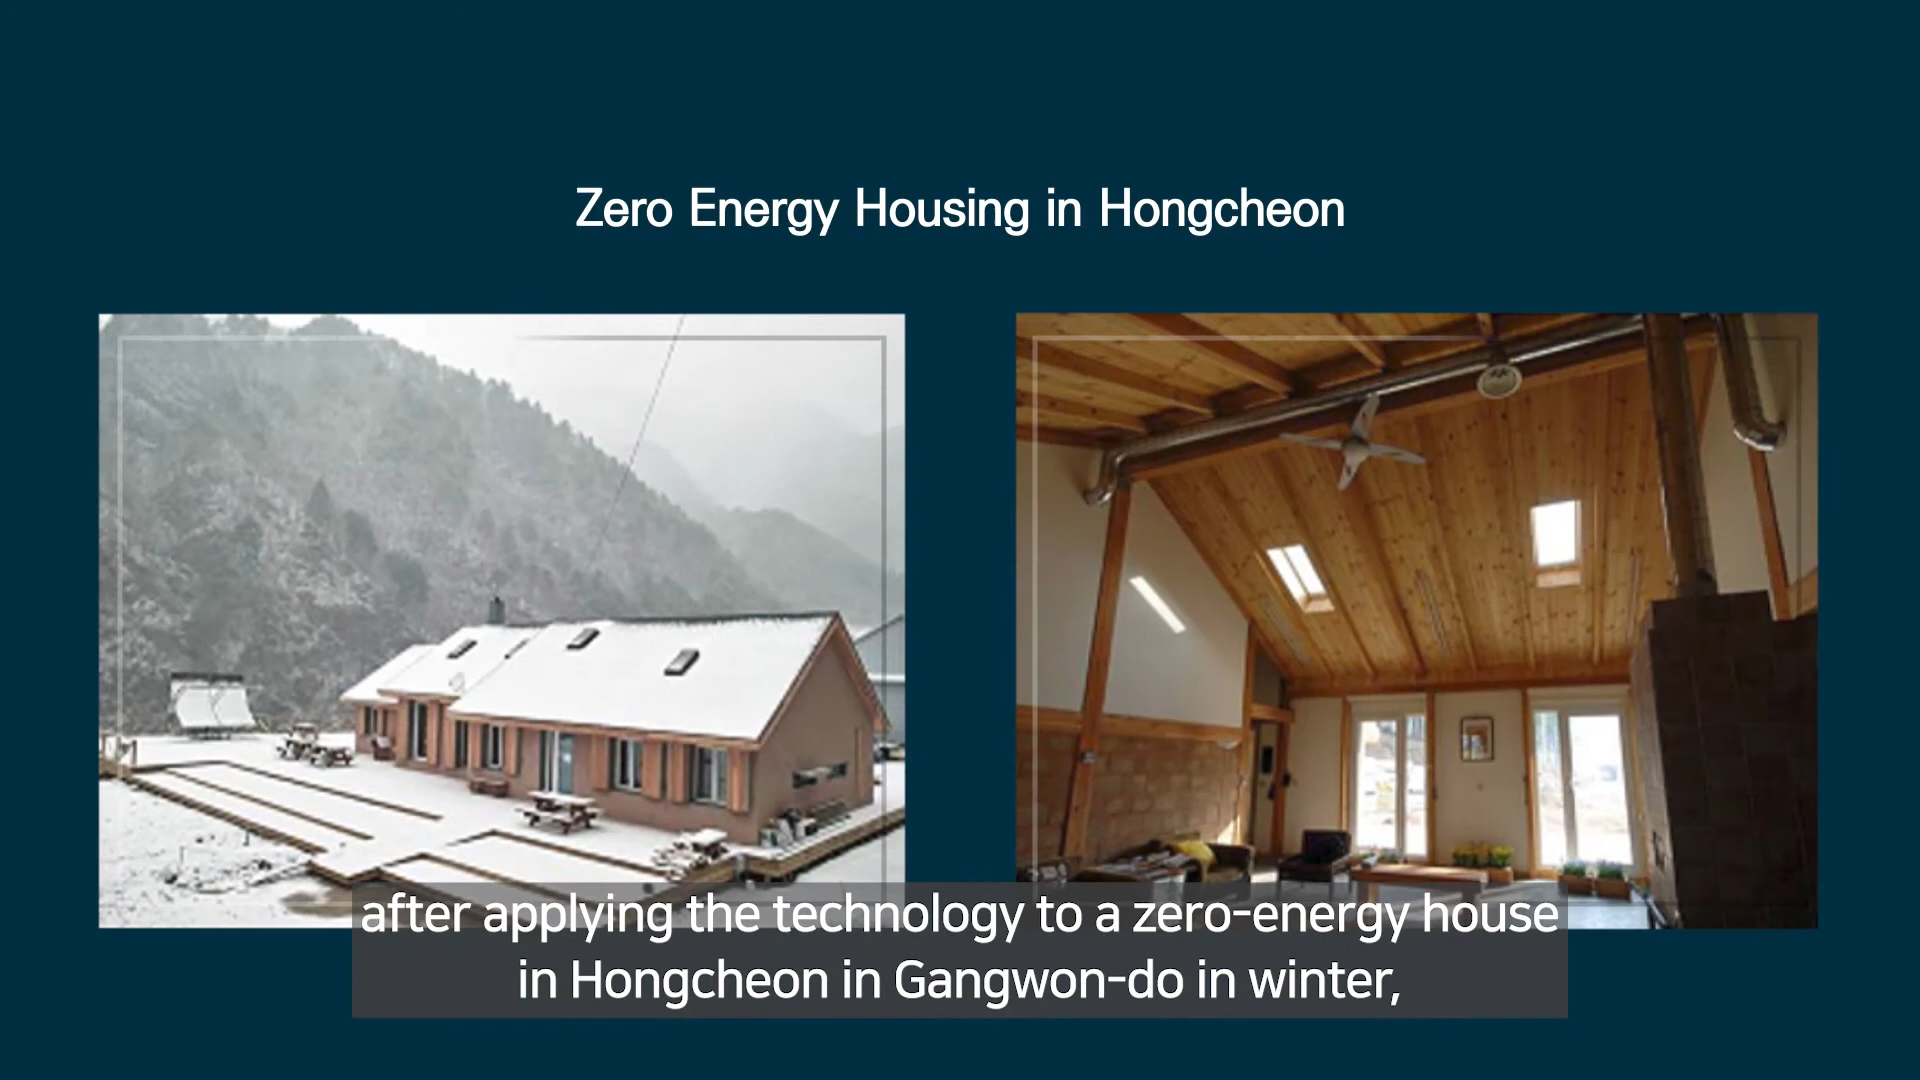 Zero Energy Housing in Hongcheon
after applying the technology to a zero-energy house
in Hongcheon in Gangwon-do in winter,